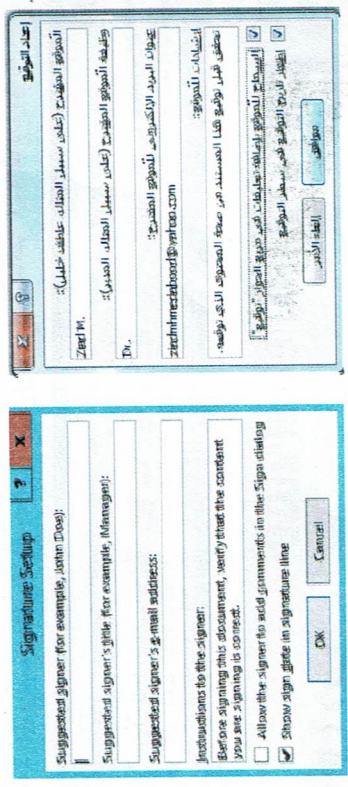 Signature Setup
? X
Suggested signer (for example, John Doe):
Suggested signer's title (for example, Manager):
Suggested signer's e-mail address:
Instructions to the signer:
Before signing this document, verify that the content
you are signing is correct.
Allow the signer to add comments in the Sign dialog
Show sign date in signature line
OK
Cancel
إعداد التوقيع
? X
الموقع المقترح (على سبيل المثال، عاطف خليل):
Ziad M.
وظيفة الموقع المقترح (على سبيل المثال، المدير):
Dr.
عنوان البريد الإلكتروني للموقع المقترح:
إرشادات للموقع:
تحقق قبل توقيع هذا المستند من صحة المحتوى الذي توقعه.
السماح للموقع بإضافة تعليقات في مربع الحوار "توقيع"
إظهار تاريخ التوقيع في سطر التوقيع
موافق
إلغاء الأمر